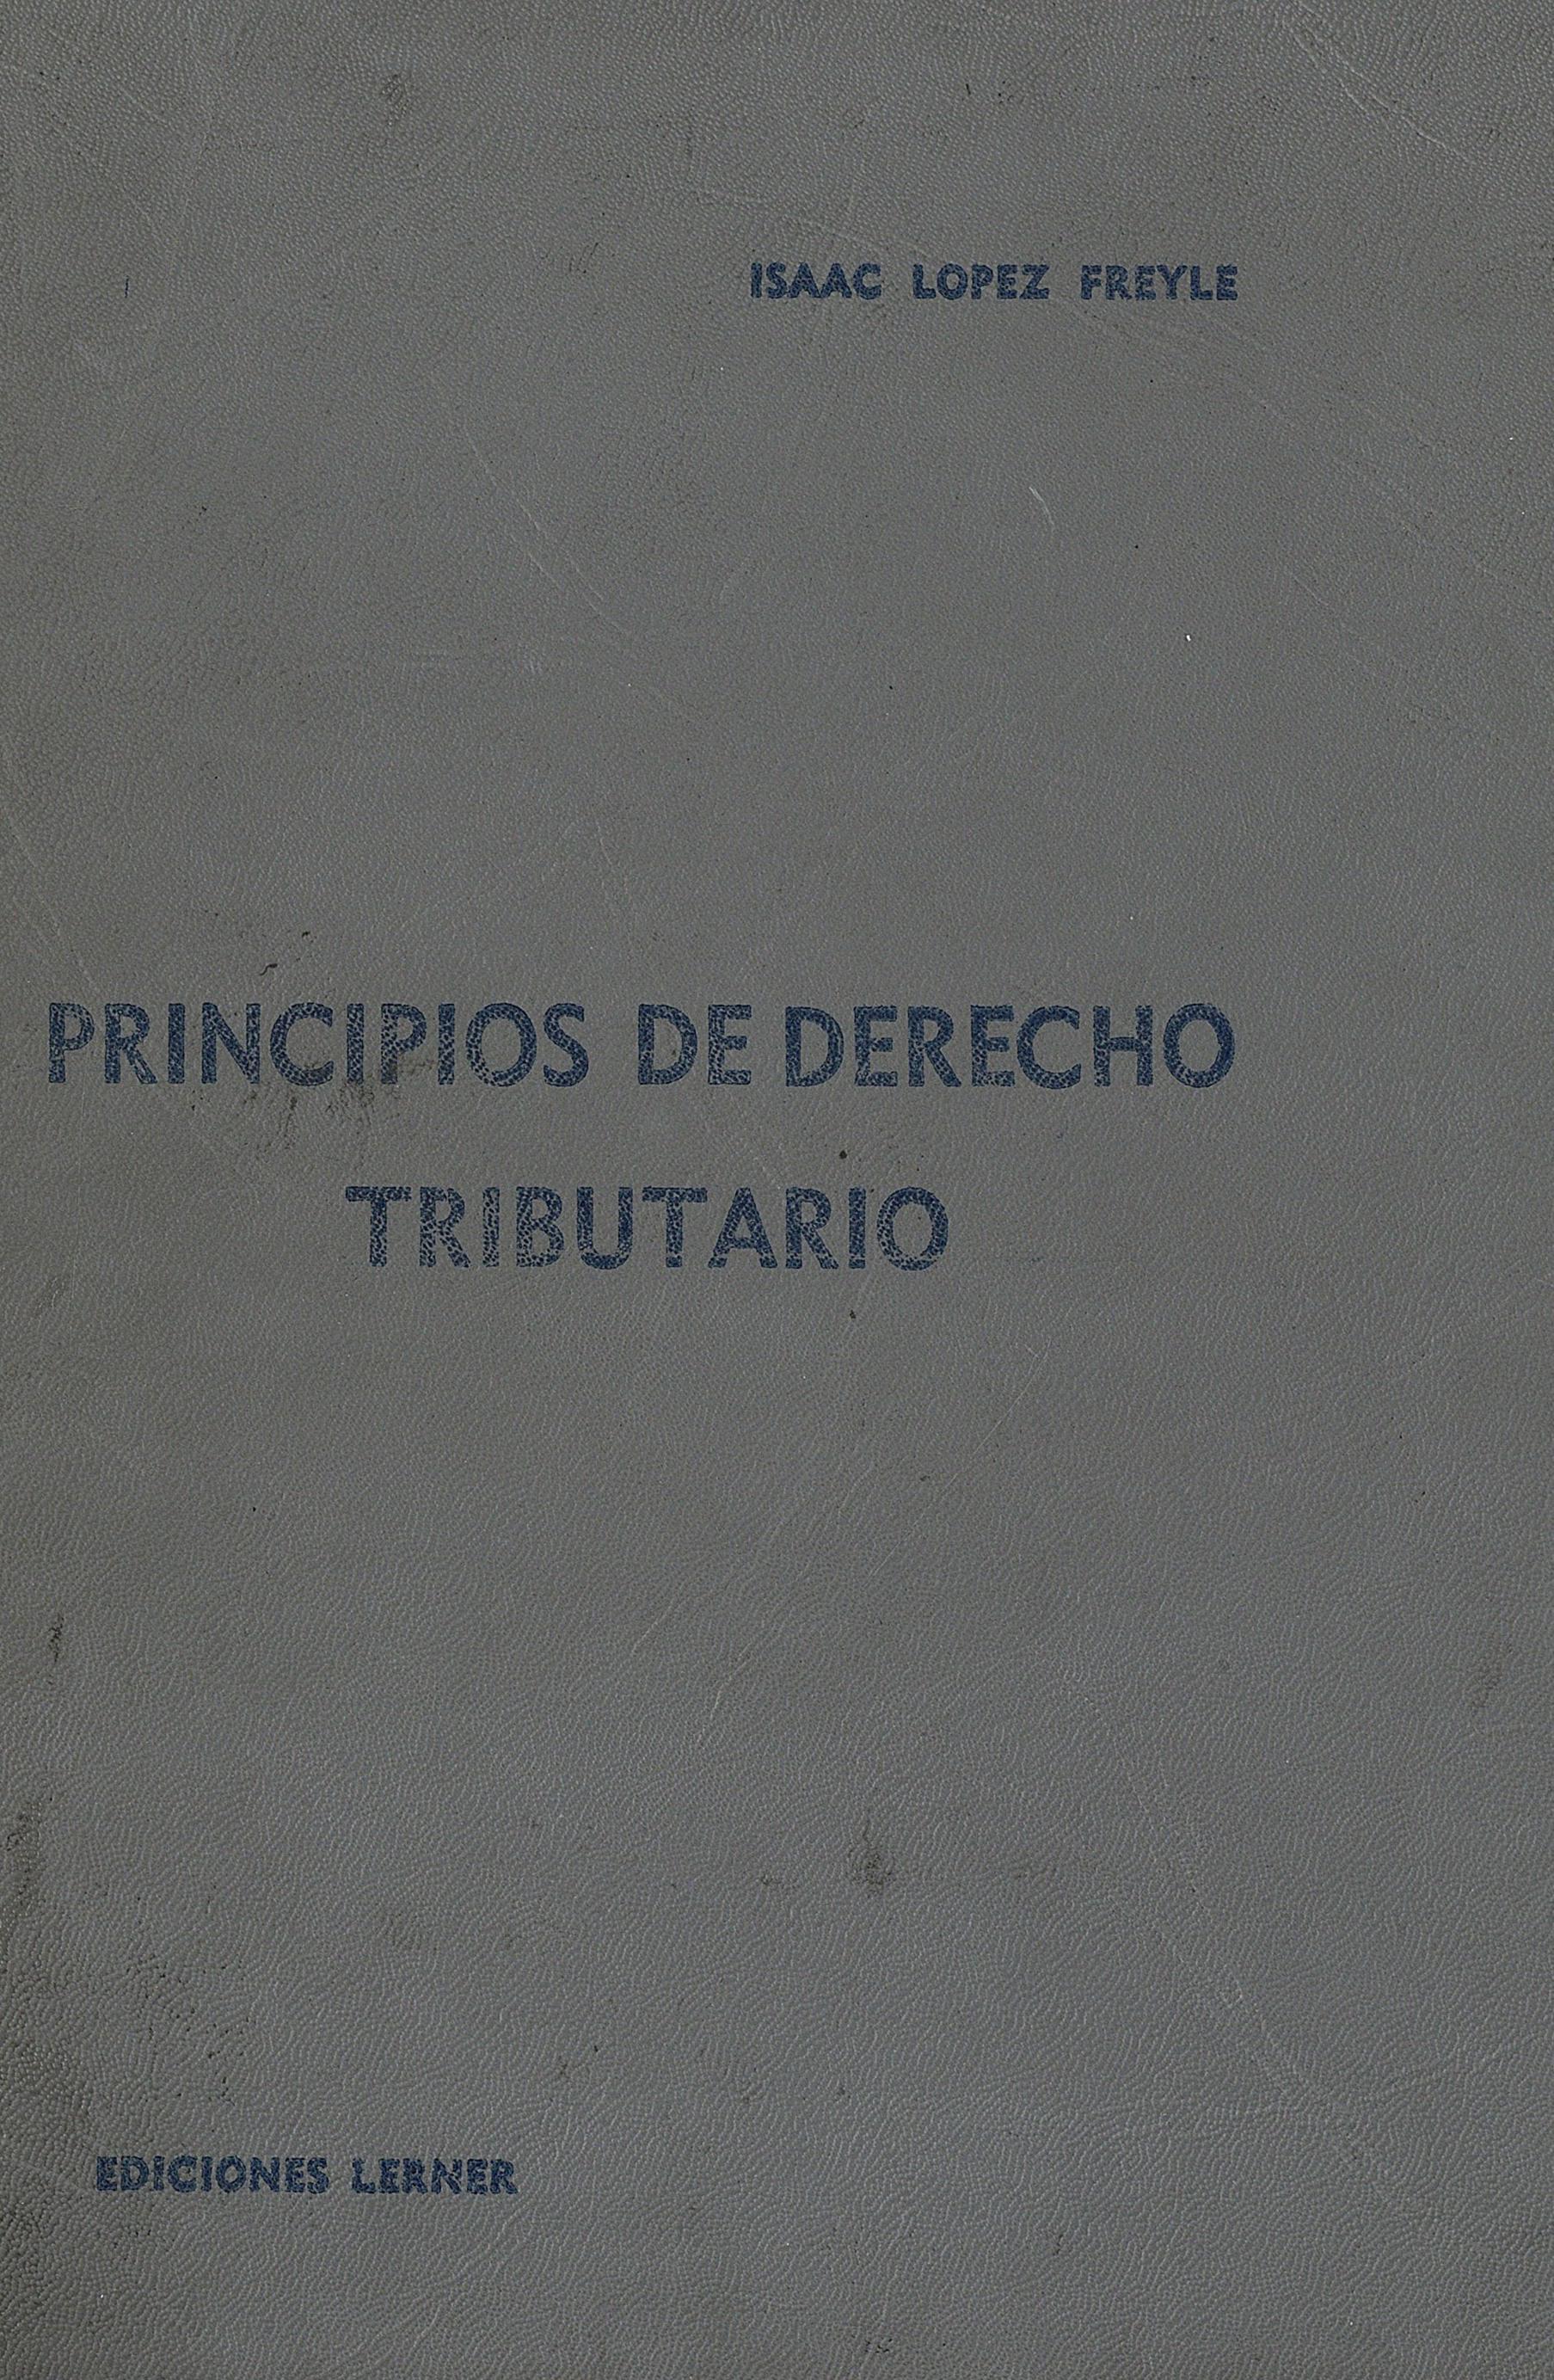 ISAAC LOPEZ FREYLE
PRINCIPIOS DE DERECHO
TRIBUTARIO
EDICIONES LERNER